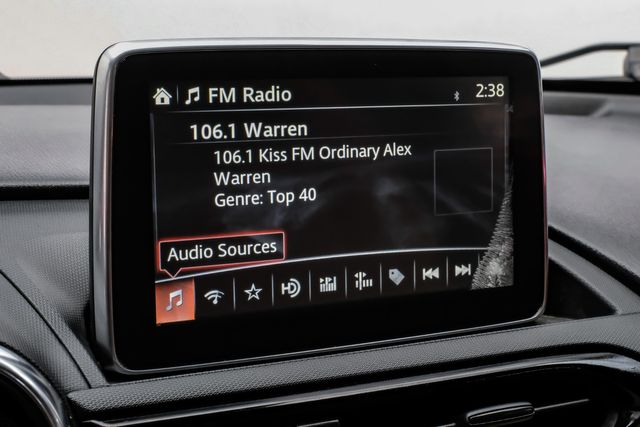 FM Radio 2:38
106.1 Warren
106.1 Kiss FM Ordinary Alex
Warren
Genre: Top 40
Audio Sources
HD